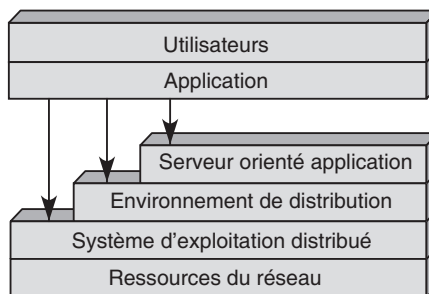 Utilisateurs
Application
Serveur orienté application
Environnement de distribution
Système d'exploitation distribué
Ressources du réseau